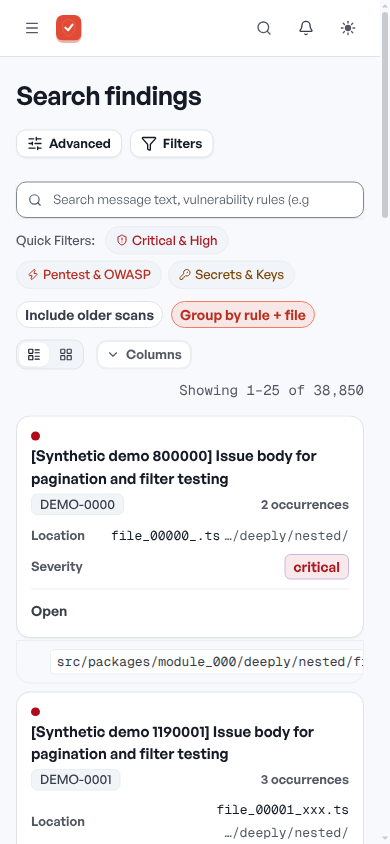 Search findings
Advanced
Filters
Search message text, vulnerability rules (e.g
Quick Filters:
Critical & High
Pentest & OWASP
Secrets & Keys
Include older scans
Group by rule + file
Columns
Showing 1–25 of 38,850
[Synthetic demo 800000] Issue body for
pagination and filter testing
DEMO-0000
2 occurrences
Location
file_00000_.ts …/deeply/nested/
Severity
critical
Open
src/packages/module_000/deeply/nested/fi
[Synthetic demo 1190001] Issue body for
pagination and filter testing
DEMO-0001
3 occurrences
file_00001_xxx.ts
Location
…/deeply/nested/